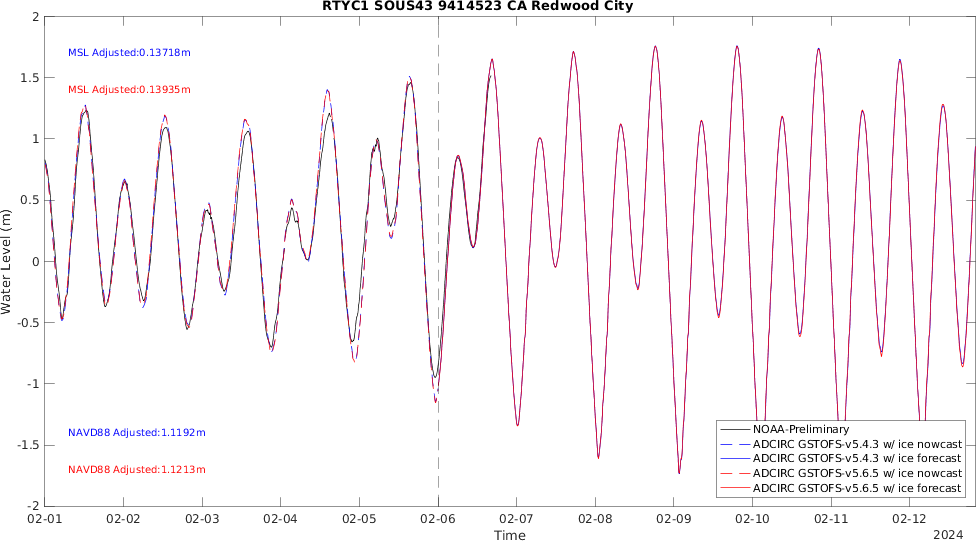 RTYC1 SOUS43 9414523 CA Redwood City
2
1.5
1
0.5
0
-0.5
-1
-1.5
-2
Water Level (m)
MSL Adjusted:0.13718m
MSL Adjusted:0.13935m
NAVD88 Adjusted:1.1192m
NAVD88 Adjusted:1.1213m
NOAA-Preliminary
ADCIRC GSTOFS-v5.4.3 w/ ice nowcast
ADCIRC GSTOFS-v5.4.3 w/ ice forecast
ADCIRC GSTOFS-v5.6.5 w/ ice nowcast
ADCIRC GSTOFS-v5.6.5 w/ ice forecast
02-01 02-02 02-03 02-04 02-05 02-06 02-07 02-08 02-09 02-10 02-11 02-12
Time
2024